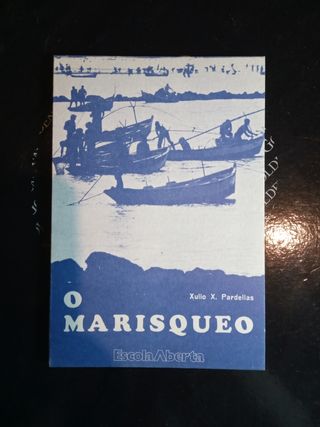 Xulio X. Pardellas
O
MARISQUEO
Escola Aberta